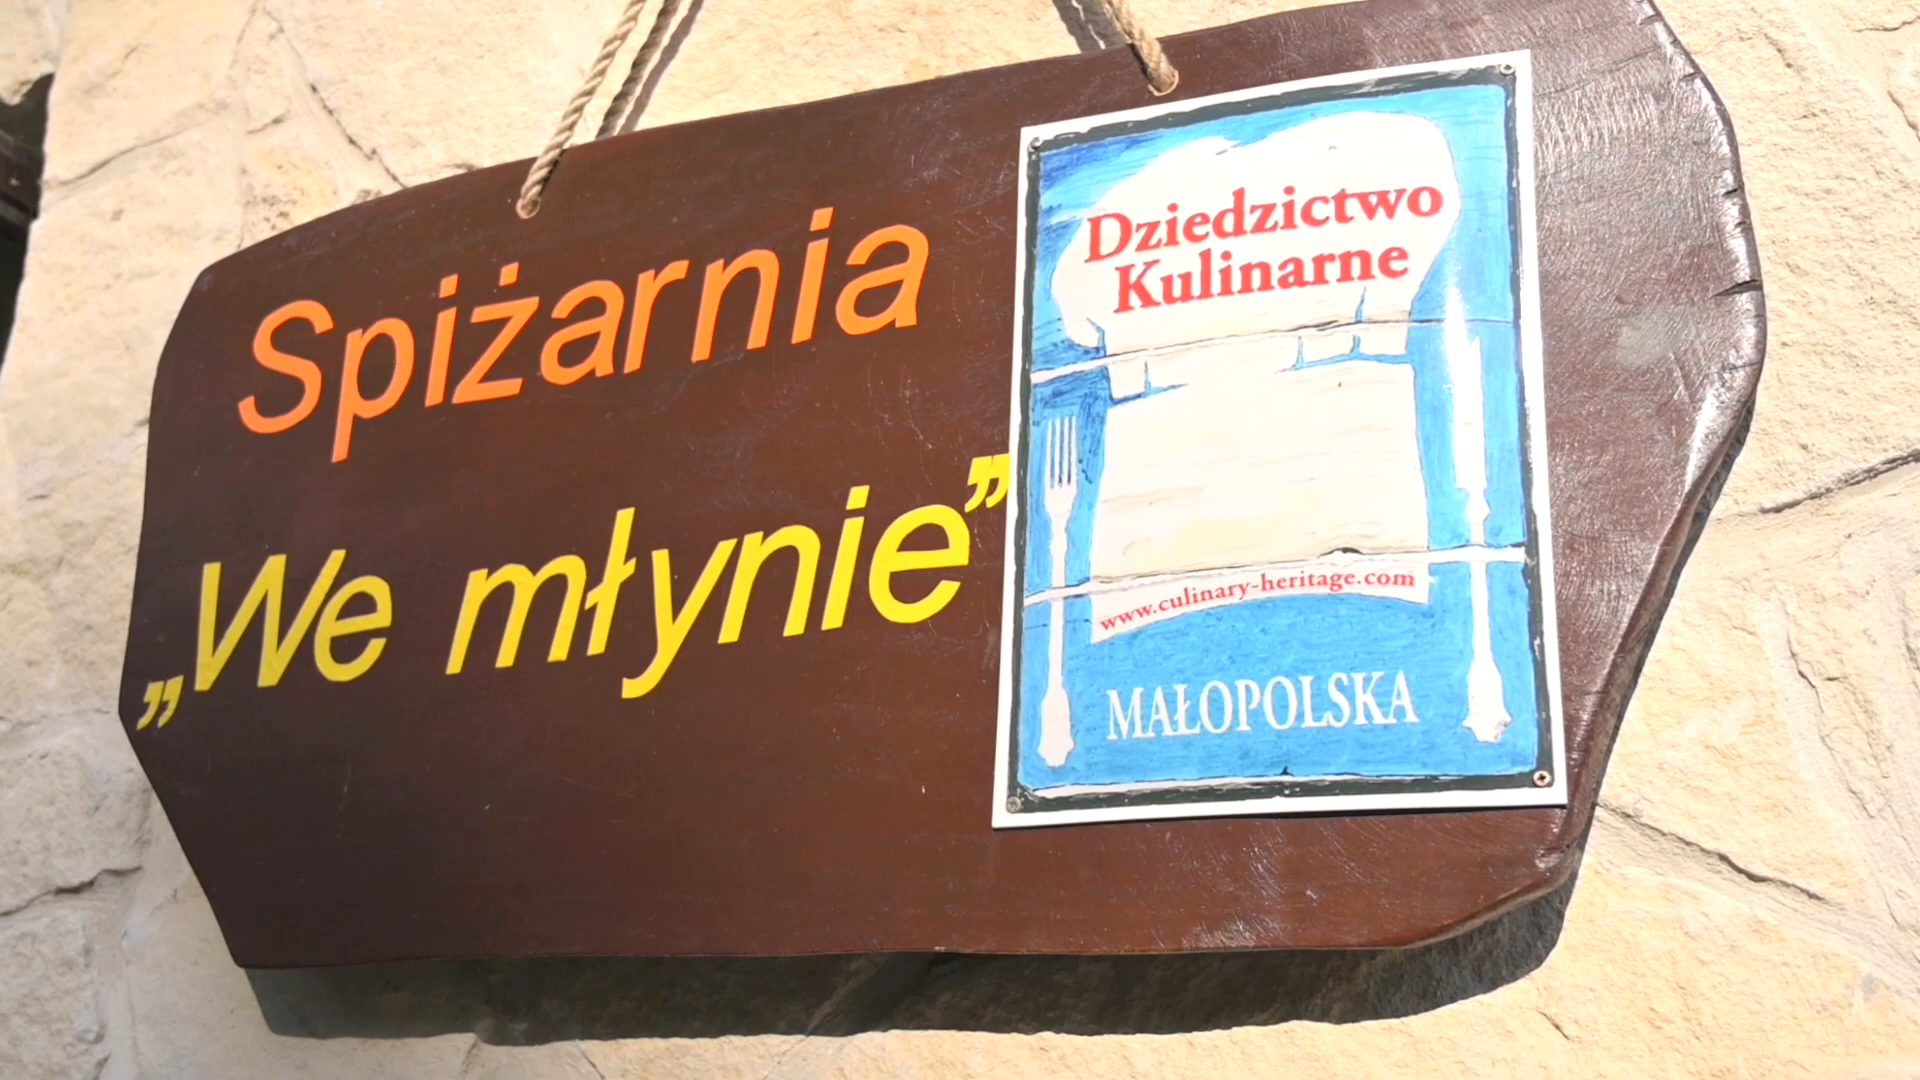 Spiżarnia
„We młynie”
Dziedzictwo
Kulinarne
www.culinary-heritage.com
MAŁOPOLSKA